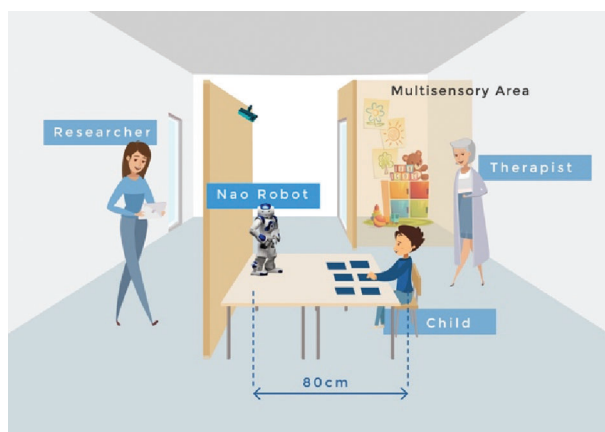 Multisensory Area
Researcher
Therapist
Nao Robot
Child
80cm